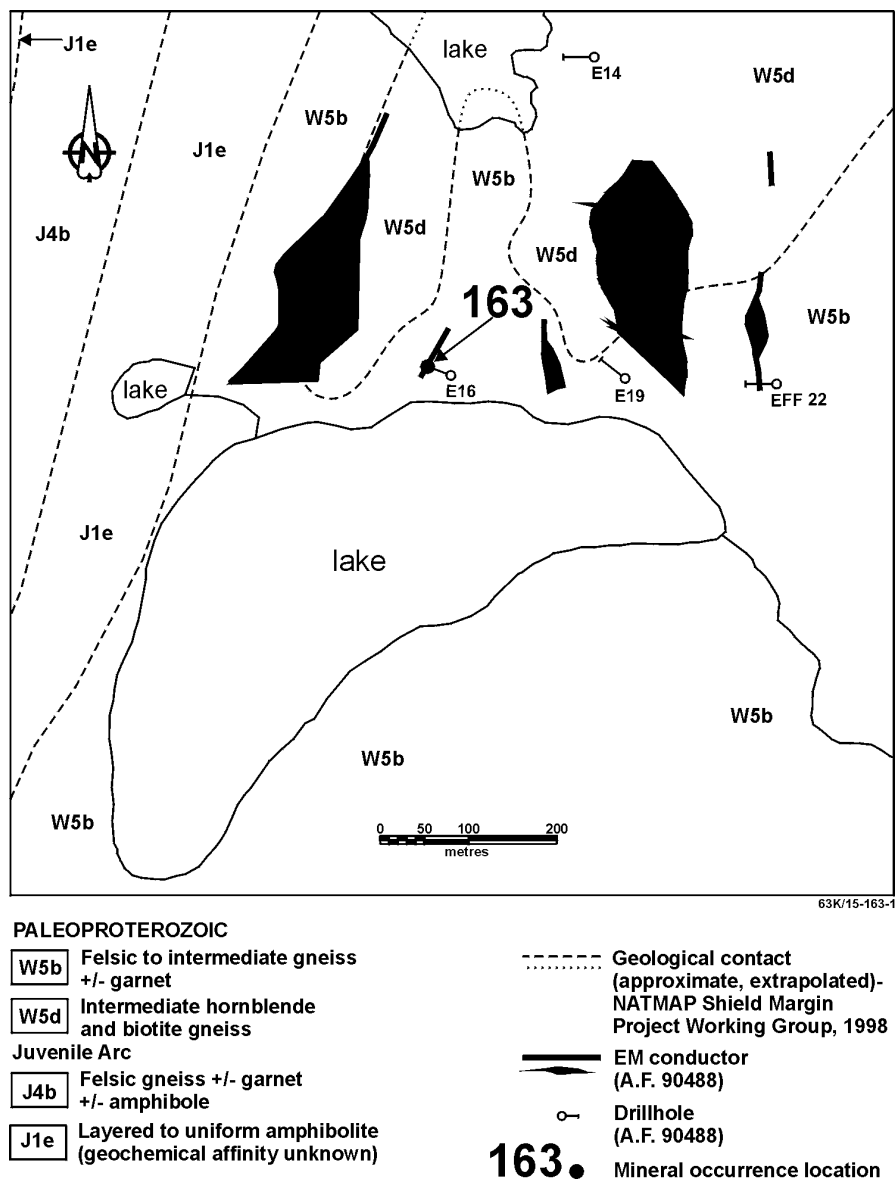 lake
J1e
E14
W5d
N
W5b
J1e
W5b
J4b
W5d
W5d
163
W5b
lake
E16
E19
EFF 22
J1e
lake
W5b
W5b
W5b
0 50 100 200
metres
63K/15-163-1
PALEOPROTEROZOIC
W5b Felsic to intermediate gneiss
+/- garnet
W5d Intermediate hornblende
and biotite gneiss
Juvenile Arc
J4b Felsic gneiss +/- garnet
+/- amphibole
J1e Layered to uniform amphibolite
(geochemical affinity unknown)
Geological contact
(approximate, extrapolated)-
NATMAP Shield Margin
Project Working Group, 1998
EM conductor
(A.F. 90488)
Drillhole
(A.F. 90488)
163 Mineral occurrence location